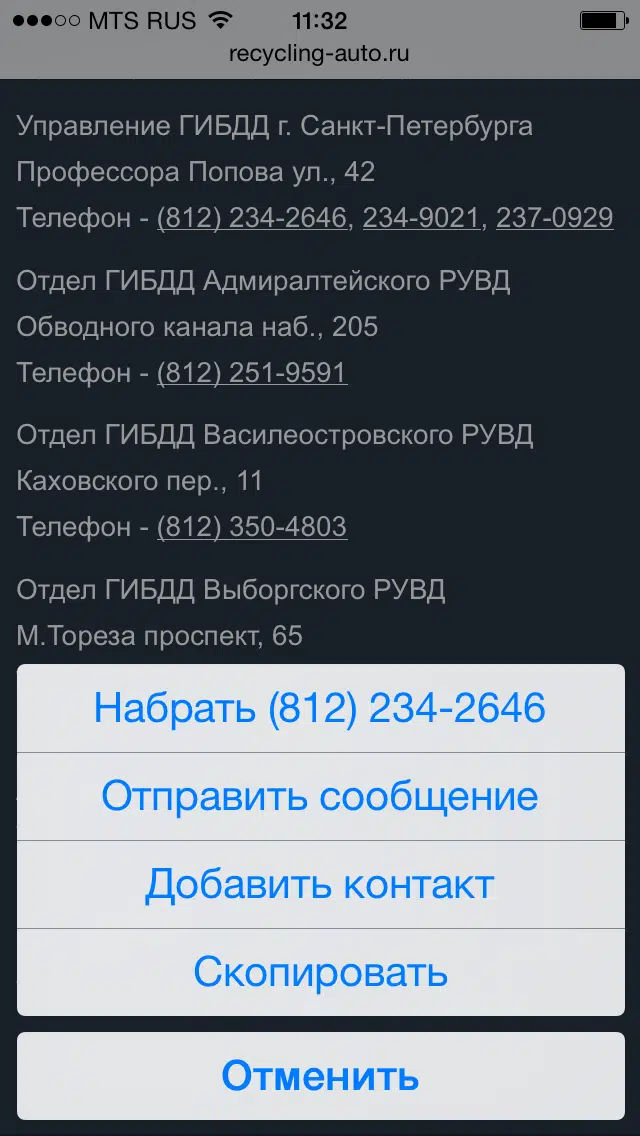 MTS RUS 11:32
recycling-auto.ru
Управление ГИБДД г. Санкт-Петербурга
Профессора Попова ул., 42
Телефон - (812) 234-2646, 234-9021, 237-0929
Отдел ГИБДД Адмиралтейского РУВД
Обводного канала наб., 205
Телефон - (812) 251-9591
Отдел ГИБДД Василеостровского РУВД
Каховского пер., 11
Телефон - (812) 350-4803
Отдел ГИБДД Выборгского РУВД
М.Тореза проспект, 65
Набрать (812) 234-2646
Отправить сообщение
Добавить контакт
Скопировать
Отменить